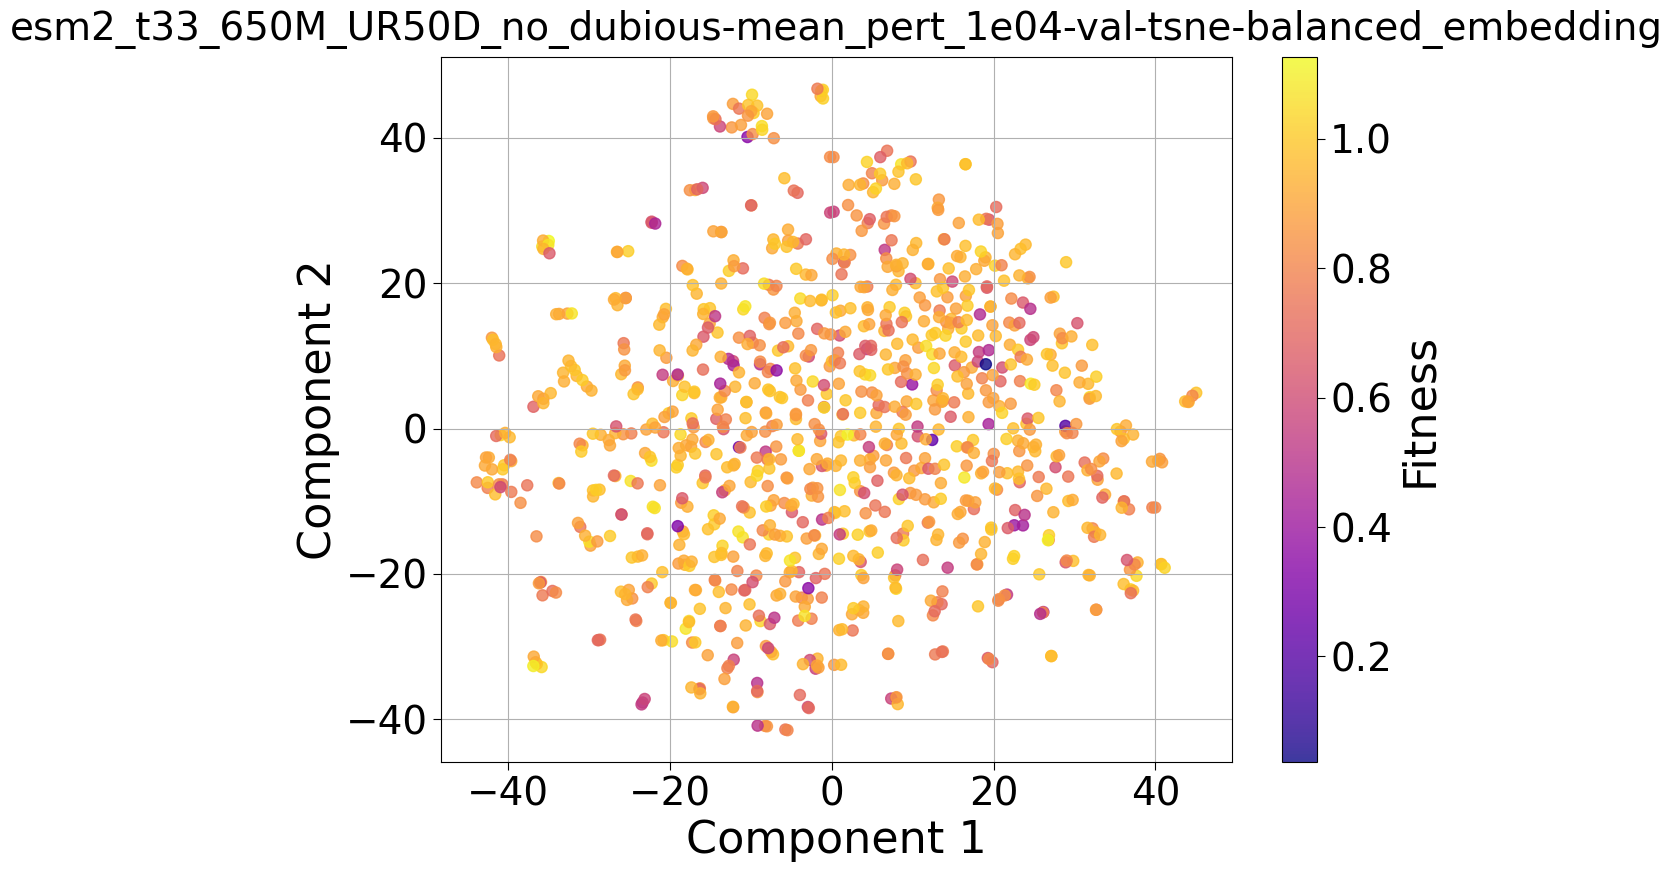 esm2_t33_650M_UR50D_no_dubious-mean_pert_1e04-val-tsne-balanced_embedding
40
20
0
−20
−40
Component 2
−40 −20 0 20 40
Component 1
1.0
0.8
0.6
0.4
0.2
Fitness